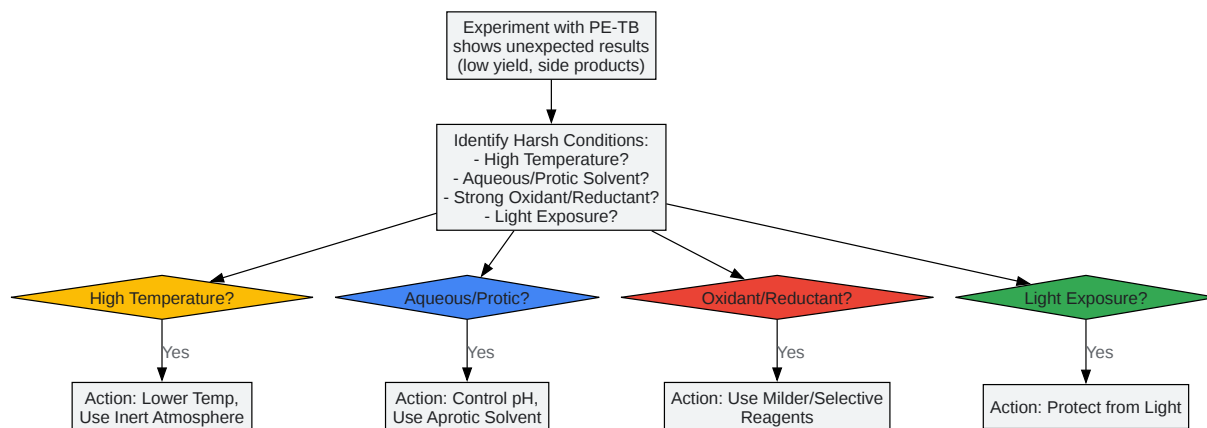 Experiment with PE-TB
shows unexpected results
(low yield, side products)
Identify Harsh Conditions:
- High Temperature?
- Aqueous/Protic Solvent?
- Strong Oxidant/Reductant?
- Light Exposure?
High Temperature?
Aqueous/Protic?
Oxidant/Reductant?
Light Exposure?
Yes
Yes
Yes
Yes
Action: Lower Temp,
Use Inert Atmosphere
Action: Control pH,
Use Aprotic Solvent
Action: Use Milder/Selective
Reagents
Action: Protect from Light